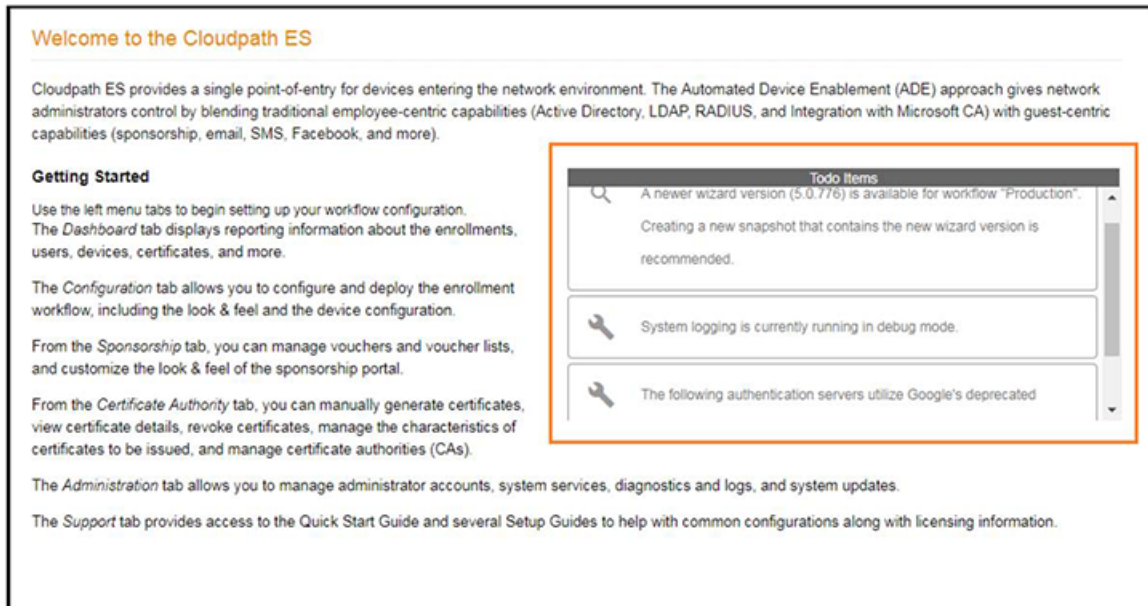 Welcome to the Cloudpath ES
Cloudpath ES provides a single point-of-entry for devices entering the network environment. The Automated Device Enablement (ADE) approach gives network
administrators control by blending traditional employee-centric capabilities (Active Directory, LDAP, RADIUS, and Integration with Microsoft CA) with guest-centric
capabilities (sponsorship, email, SMS, Facebook, and more).
Getting Started
Use the left menu tabs to begin setting up your workflow configuration.
The Dashboard tab displays reporting information about the enrollments,
users, devices, certificates, and more.
The Configuration tab allows you to configure and deploy the enrollment
workflow, including the look & feel and the device configuration.
From the Sponsorship tab, you can manage vouchers and voucher lists,
and customize the look & feel of the sponsorship portal.
From the Certificate Authority tab, you can manually generate certificates,
view certificate details, revoke certificates, manage the characteristics of
certificates to be issued, and manage certificate authorities (CAs).
The Administration tab allows you to manage administrator accounts, system services, diagnostics and logs, and system updates.
The Support tab provides access to the Quick Start Guide and several Setup Guides to help with common configurations along with licensing information.
Todo Items
A newer wizard version (5.0.776) is available for workflow "Production".
Creating a new snapshot that contains the new wizard version is
recommended.
System logging is currently running in debug mode.
The following authentication servers utilize Google's deprecated